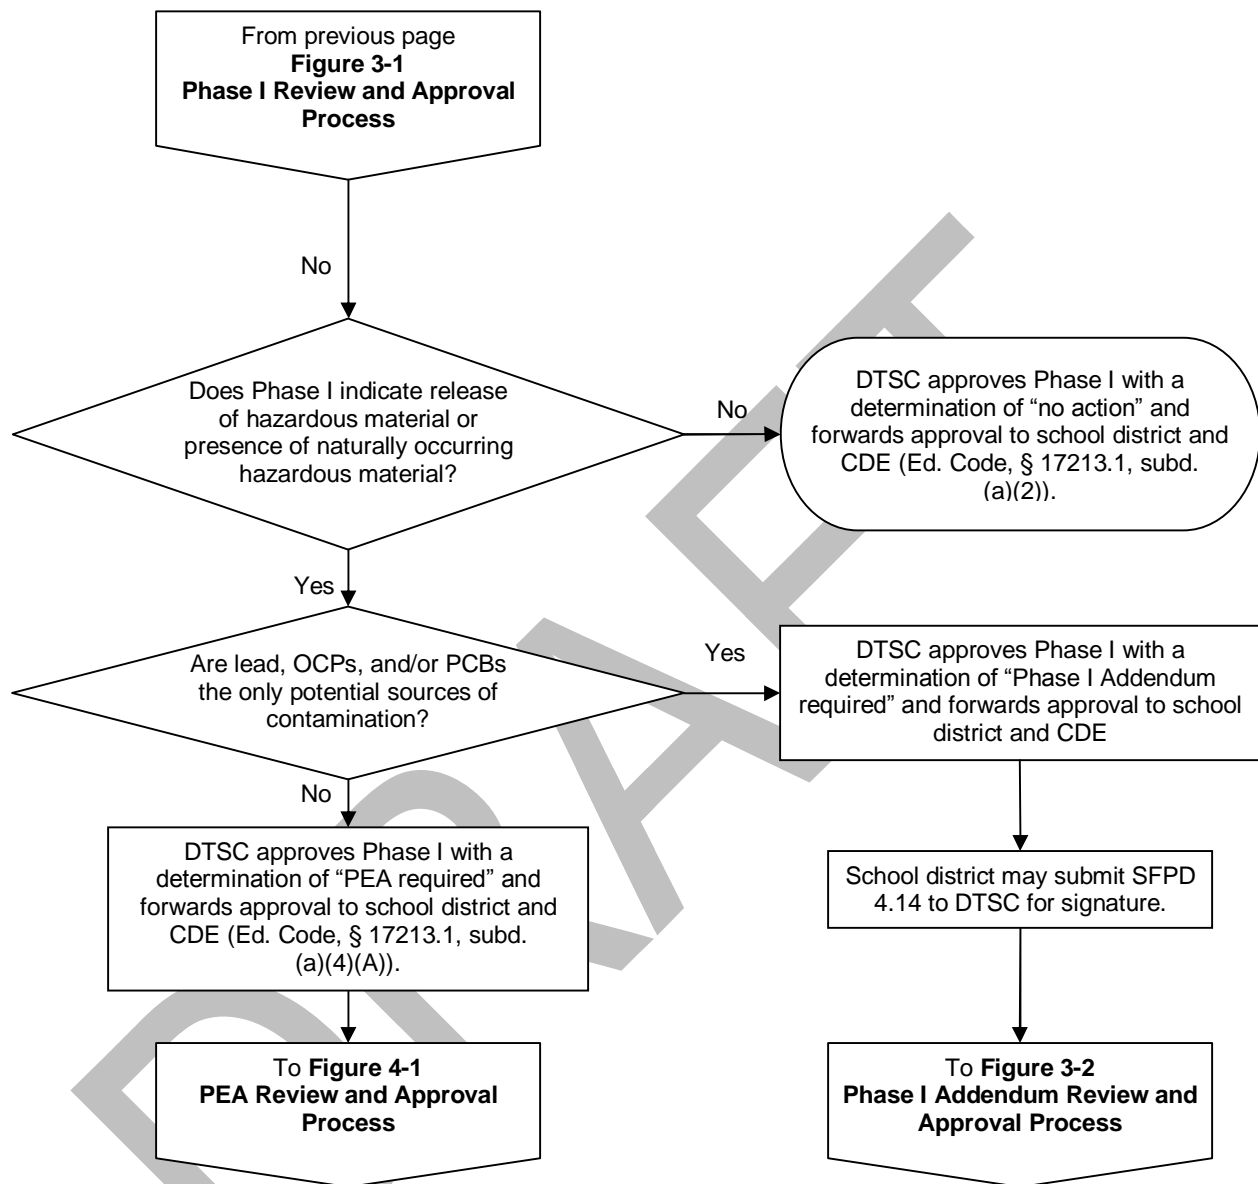 From previous page
Figure 3-1
Phase I Review and Approval
Process
No
Does Phase I indicate release
of hazardous material or
presence of naturally occurring
hazardous material?
No
DTSC approves Phase I with a
determination of “no action” and
forwards approval to school district and
CDE (Ed. Code, § 17213.1, subd.
(a)(2)).
Yes
Are lead, OCPs, and/or PCBs
the only potential sources of
contamination?
Yes
DTSC approves Phase I with a
determination of “Phase I Addendum
required” and forwards approval to school
district and CDE
No
DTSC approves Phase I with a
determination of “PEA required” and
forwards approval to school district and
CDE (Ed. Code, § 17213.1, subd.
(a)(4)(A)).
School district may submit SFPD
4.14 to DTSC for signature.
To Figure 4-1
PEA Review and Approval
Process
To Figure 3-2
Phase I Addendum Review and
Approval Process
DRAFT